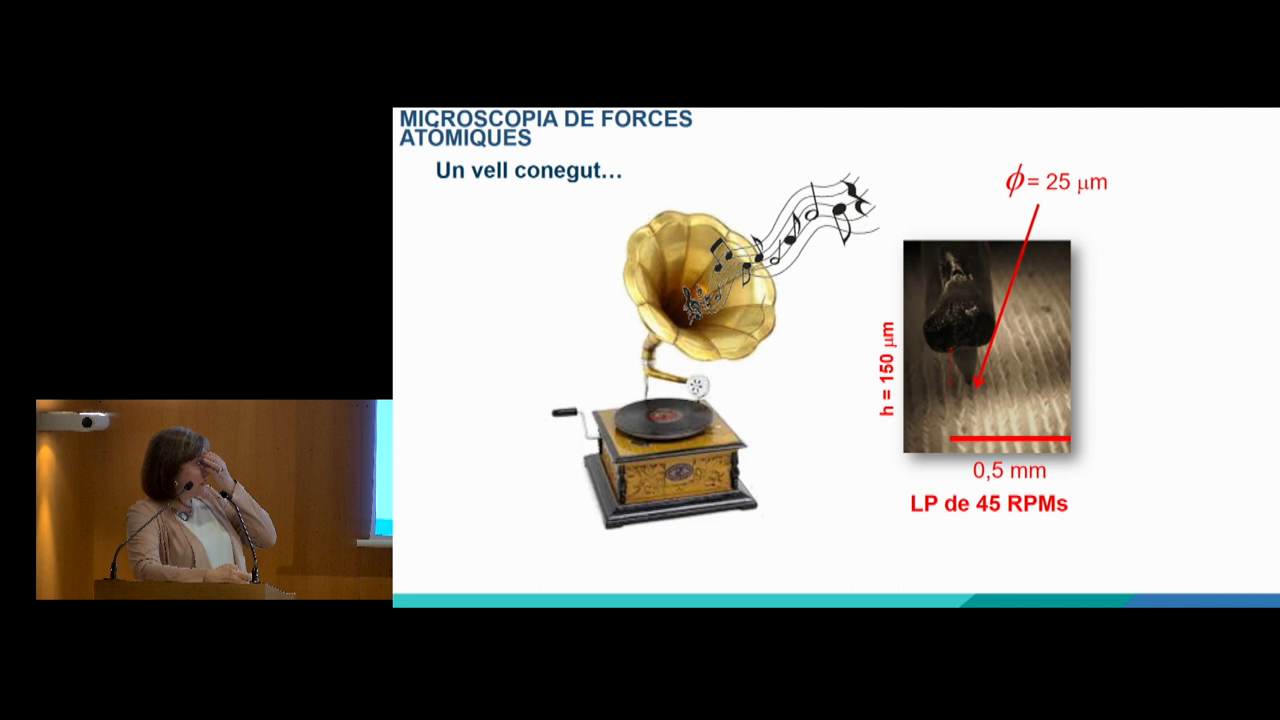 MICROSCOPIA DE FORCES
ATÒMIQUES
Un vell conegut...
ϕ = 25 μm
h = 150 μm
0,5 mm
LP de 45 RPMs